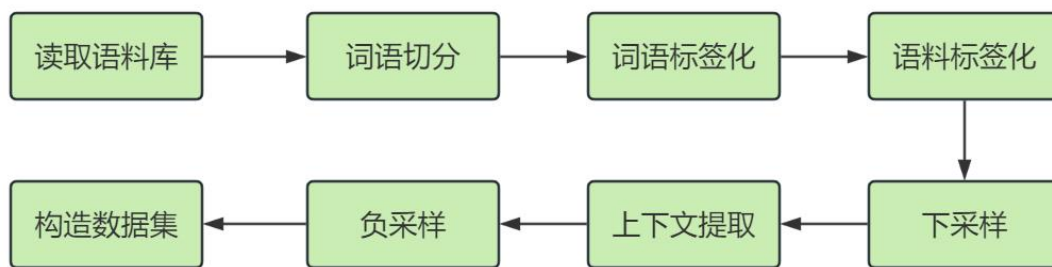 读取语料库
词语切分
词语标签化
语料标签化
下采样
上下文提取
负采样
构造数据集